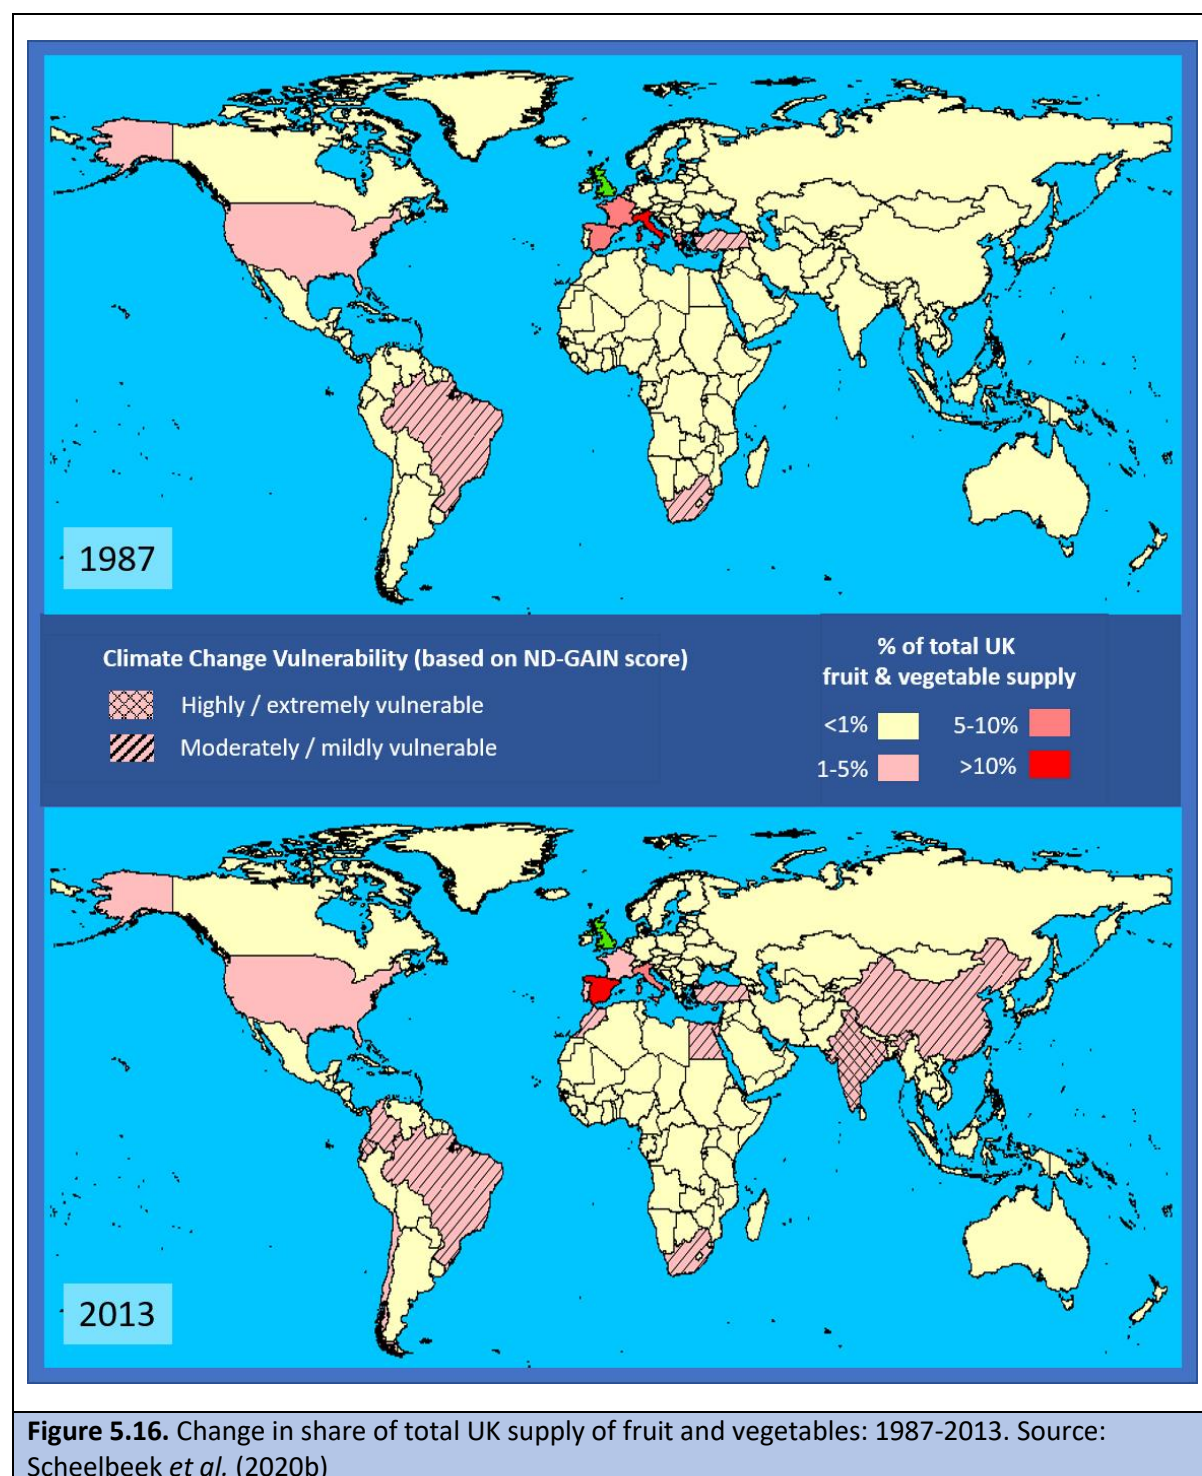 1987
Climate Change Vulnerability (based on ND-GAIN score)
Highly / extremely vulnerable
Moderately / mildly vulnerable
% of total UK
fruit & vegetable supply
<1%
5-10%
1-5%
>10%
2013
Figure 5.16. Change in share of total UK supply of fruit and vegetables: 1987-2013. Source:
Scheelbeek et al. (2020b)